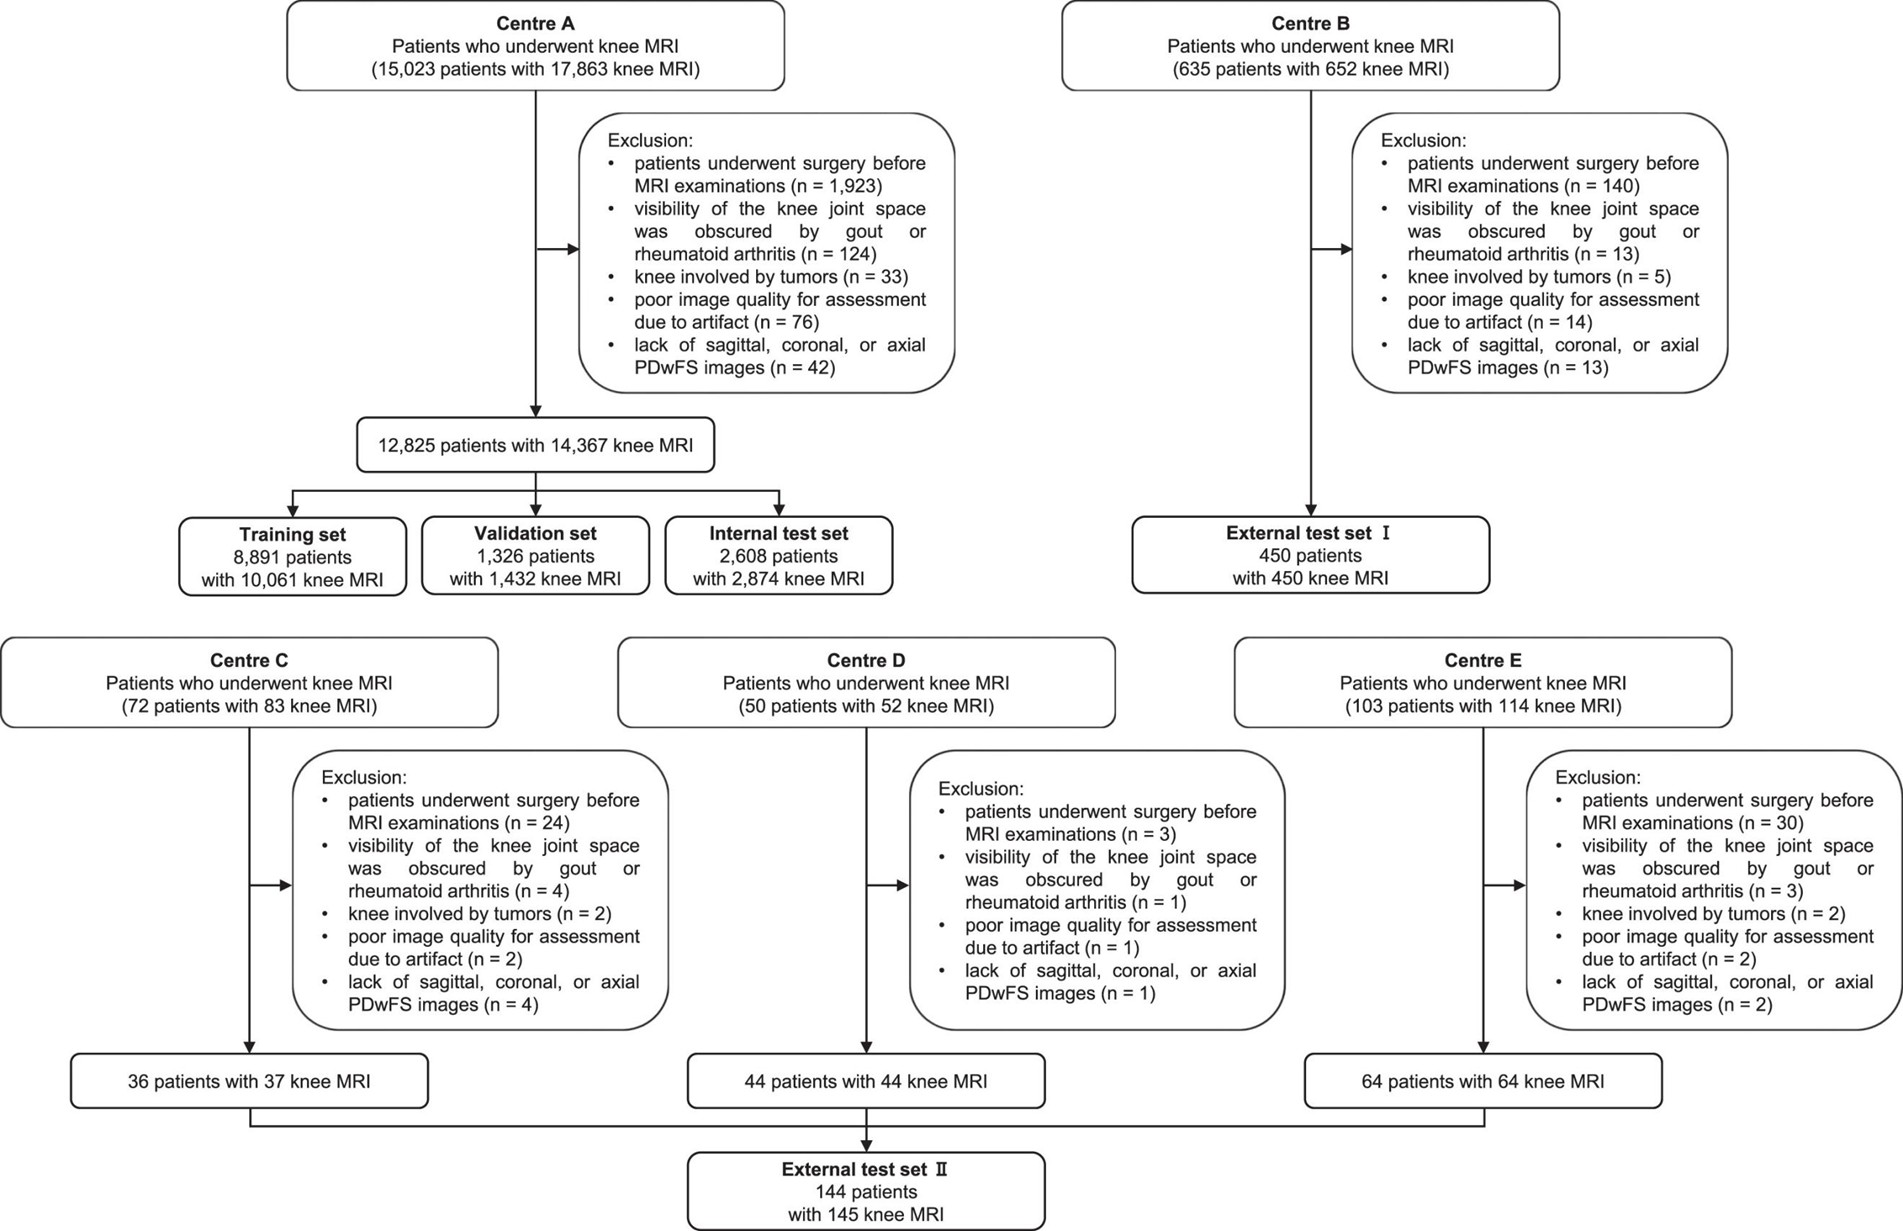 Centre A
Patients who underwent knee MRI
(15,023 patients with 17,863 knee MRI)
Exclusion:
• patients underwent surgery before
MRI examinations (n = 1,923)
• visibility of the knee joint space
was obscured by gout or
rheumatoid arthritis (n = 124)
• knee involved by tumors (n = 33)
• poor image quality for assessment
due to artifact (n = 76)
• lack of sagittal, coronal, or axial
PDwFS images (n = 42)
12,825 patients with 14,367 knee MRI
Training set
8,891 patients
with 10,061 knee MRI
Validation set
1,326 patients
with 1,432 knee MRI
Internal test set
2,608 patients
with 2,874 knee MRI
Centre B
Patients who underwent knee MRI
(635 patients with 652 knee MRI)
Exclusion:
• patients underwent surgery before
MRI examinations (n = 140)
• visibility of the knee joint space
was obscured by gout or
rheumatoid arthritis (n = 13)
• knee involved by tumors (n = 5)
• poor image quality for assessment
due to artifact (n = 14)
• lack of sagittal, coronal, or axial
PDwFS images (n = 13)
External test set Ⅰ
450 patients
with 450 knee MRI
Centre C
Patients who underwent knee MRI
(72 patients with 83 knee MRI)
Exclusion:
• patients underwent surgery before
MRI examinations (n = 24)
• visibility of the knee joint space
was obscured by gout or
rheumatoid arthritis (n = 4)
• knee involved by tumors (n = 2)
• poor image quality for assessment
due to artifact (n = 2)
• lack of sagittal, coronal, or axial
PDwFS images (n = 4)
36 patients with 37 knee MRI
Centre D
Patients who underwent knee MRI
(50 patients with 52 knee MRI)
Exclusion:
• patients underwent surgery before
MRI examinations (n = 3)
• visibility of the knee joint space
was obscured by gout or
rheumatoid arthritis (n = 1)
• poor image quality for assessment
due to artifact (n = 1)
• lack of sagittal, coronal, or axial
PDwFS images (n = 1)
44 patients with 44 knee MRI
Centre E
Patients who underwent knee MRI
(103 patients with 114 knee MRI)
Exclusion:
• patients underwent surgery before
MRI examinations (n = 30)
• visibility of the knee joint space
was obscured by gout or
rheumatoid arthritis (n = 3)
• knee involved by tumors (n = 2)
• poor image quality for assessment
due to artifact (n = 2)
• lack of sagittal, coronal, or axial
PDwFS images (n = 2)
64 patients with 64 knee MRI
External test set Ⅱ
144 patients
with 145 knee MRI